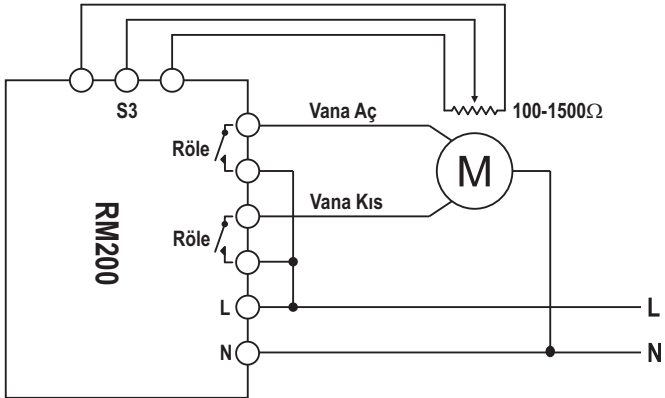 S3
100-1500Ω
Vana Aç
Röle
M
Vana Kıs
Röle
RM200
L
L
N
N